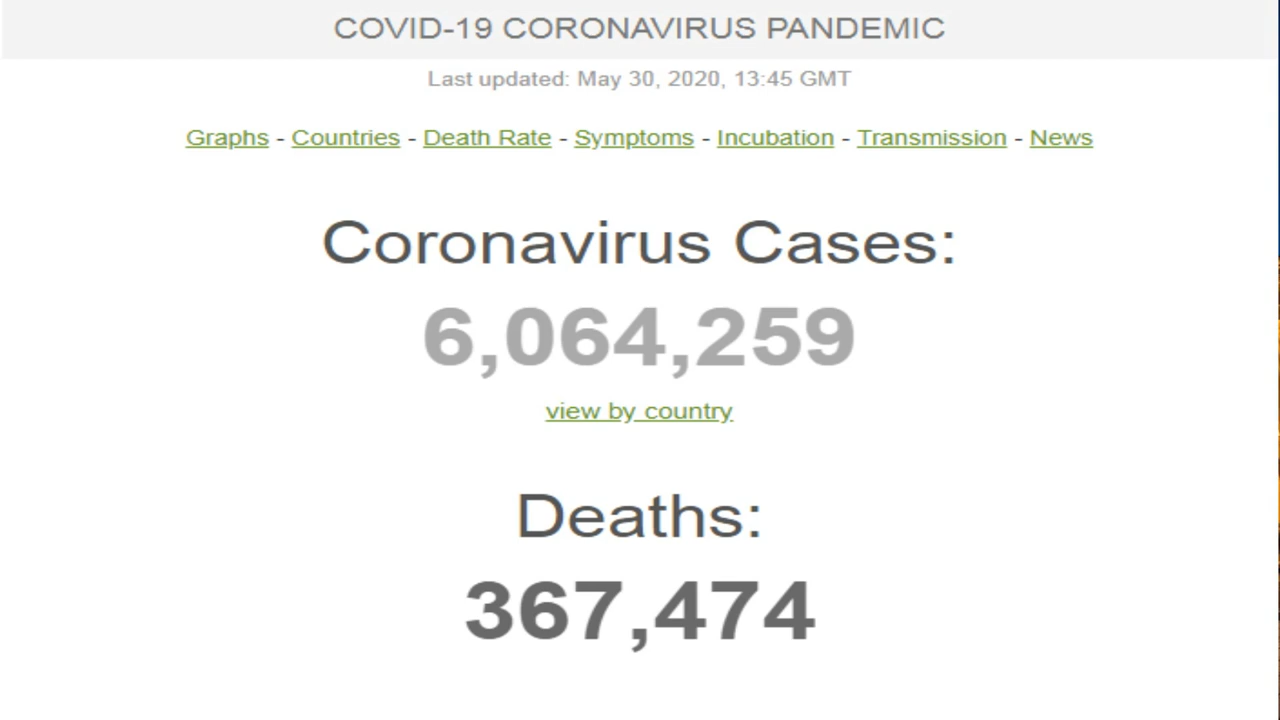 COVID-19 CORONAVIRUS PANDEMIC
Last updated: May 30, 2020, 13:45 GMT
Graphs - Countries - Death Rate - Symptoms - Incubation - Transmission - News
Coronavirus Cases:
6,064,259
view by country
Deaths:
367,474